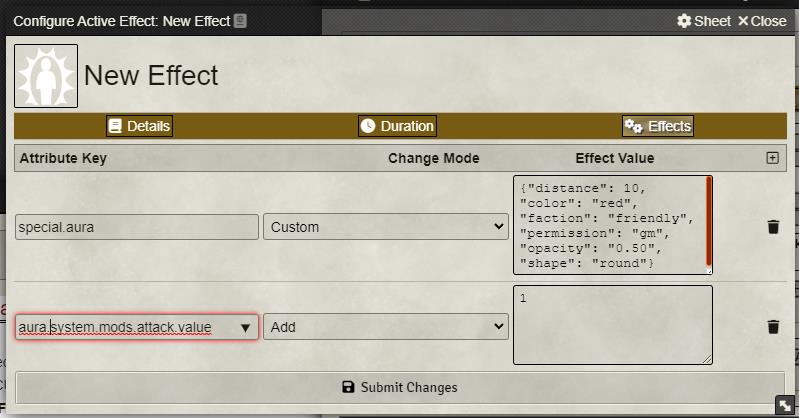 Configure Active Effect: New Effect
Sheet Close
New Effect
Details Duration Effects
Attribute Key Change Mode Effect Value
special.aura
Custom
{"distance": 10,
"color": "red",
"faction": "friendly",
"permission": "gm",
"opacity": "0.50",
"shape": "round"}
aura.system.mods.attack.value
Add
1
Submit Changes